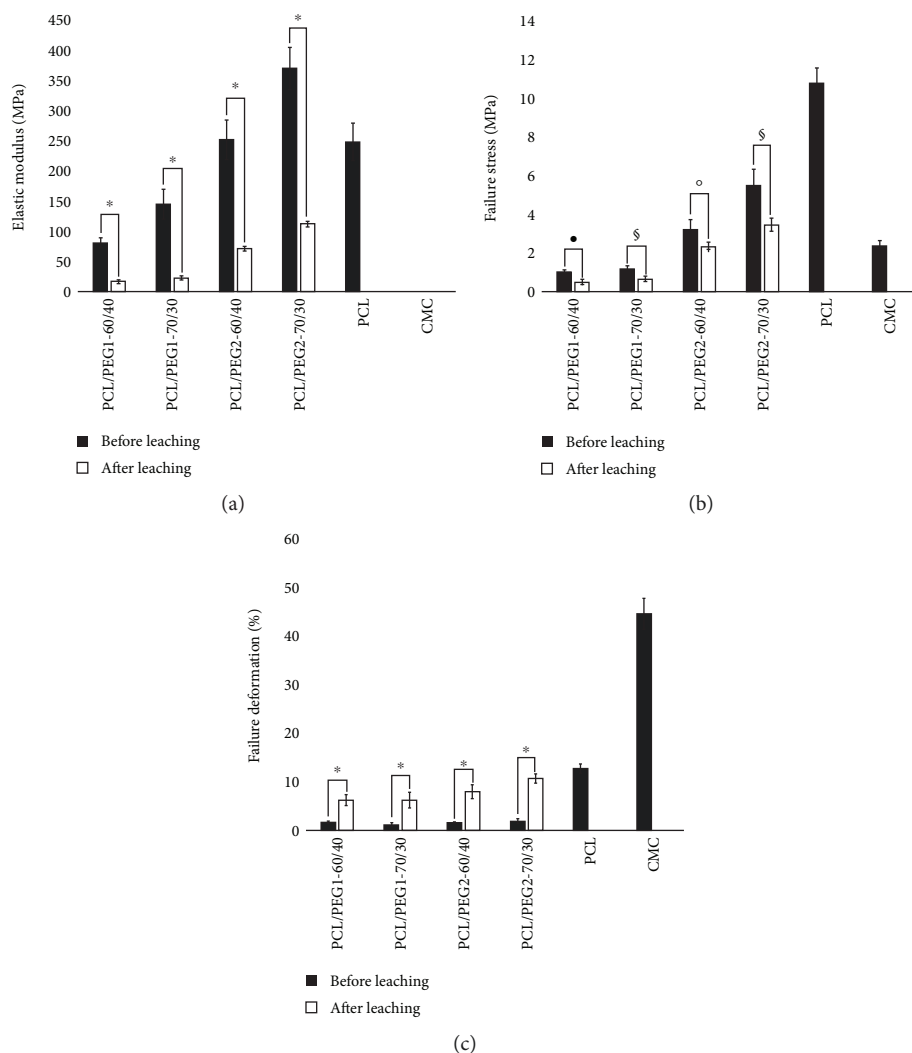 450
400
350
300
250
200
150
100
50
0
Elastic modulus (MPa)
*
*
*
*
PCL/PEG1-60/40
PCL/PEG1-70/30
PCL/PEG2-60/40
PCL/PEG2-70/30
PCL
CMC
Before leaching
After leaching
(a)
14
12
10
8
6
4
2
0
Failure stress (MPa)
●
§
○
§
PCL/PEG1-60/40
PCL/PEG1-70/30
PCL/PEG2-60/40
PCL/PEG2-70/30
PCL
CMC
Before leaching
After leaching
(b)
60
50
40
30
20
10
0
Failure deformation (%)
*
*
*
*
PCL/PEG1-60/40
PCL/PEG1-70/30
PCL/PEG2-60/40
PCL/PEG2-70/30
PCL
CMC
Before leaching
After leaching
(c)